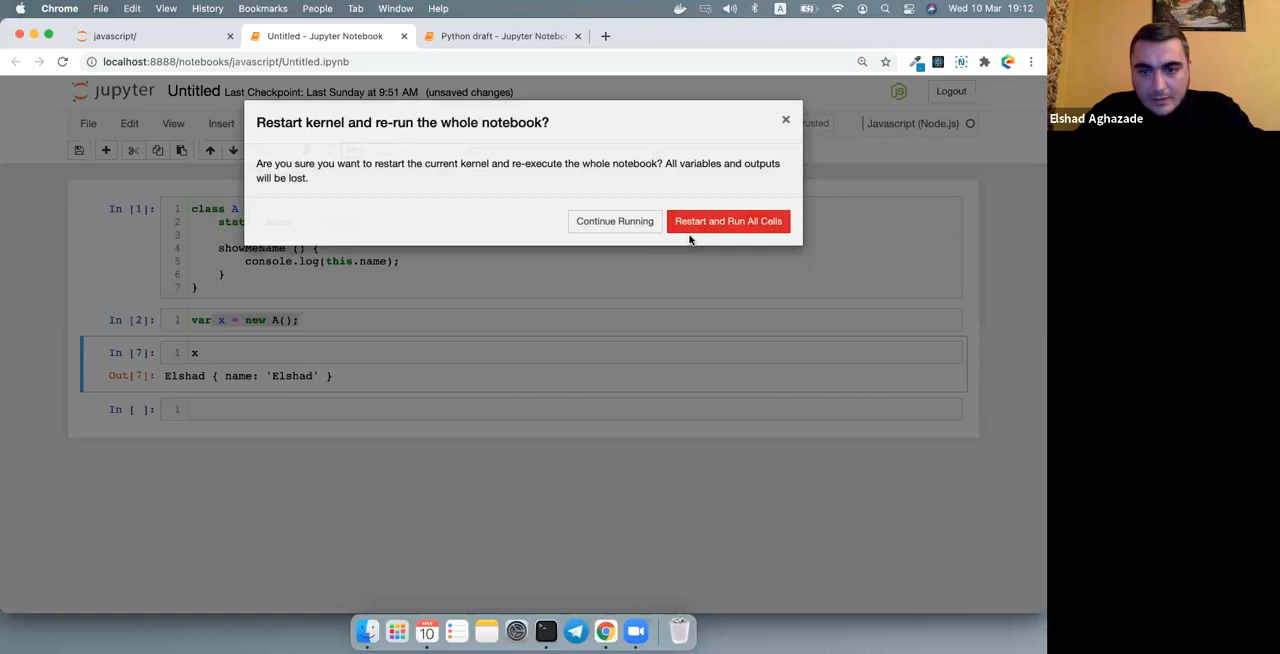 Chrome File Edit View History Bookmarks People Tab Window Help A Wed 10 Mar 19:12
javascript/ Untitled - Jupyter Notebook Python draft - Jupyter Notebo
localhost:8888/notebooks/javascript/Untitled.ipynb
jupyter Untitled Last Checkpoint: Last Sunday at 9:51 AM (unsaved changes) Logout
File Edit View Insert rusted Javascript (Node.js)
Restart kernel and re-run the whole notebook?
Are you sure you want to restart the current kernel and re-execute the whole notebook? All variables and outputs
will be lost.
Continue Running Restart and Run All Cells
In [1]: 1 class A
2
3
4 showMeName () {
5 console.log(this.name);
6 }
7 }
In [2]: 1 var x = new A();
In [7]: 1 x
Out[7]: Elshad { name: 'Elshad' }
In [ ]: 1
Elshad Aghazade
MAR
10